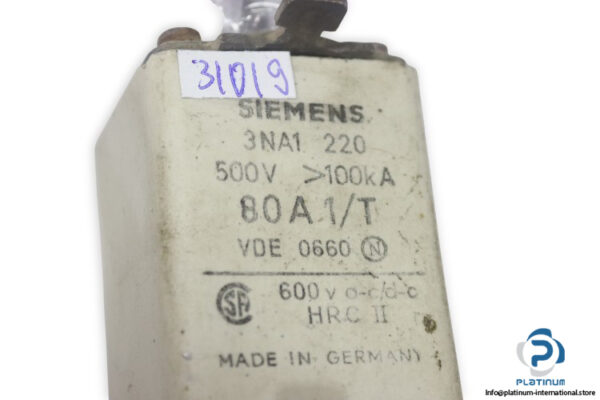 31019
SIEMENS
3NA1 220
500V >100kA
80A 1/T
VDE 0660 N
SA 600 v a-c/d-c
HRC II
MADE IN GERMANY
PLATINUM
Info@platinum-international.store